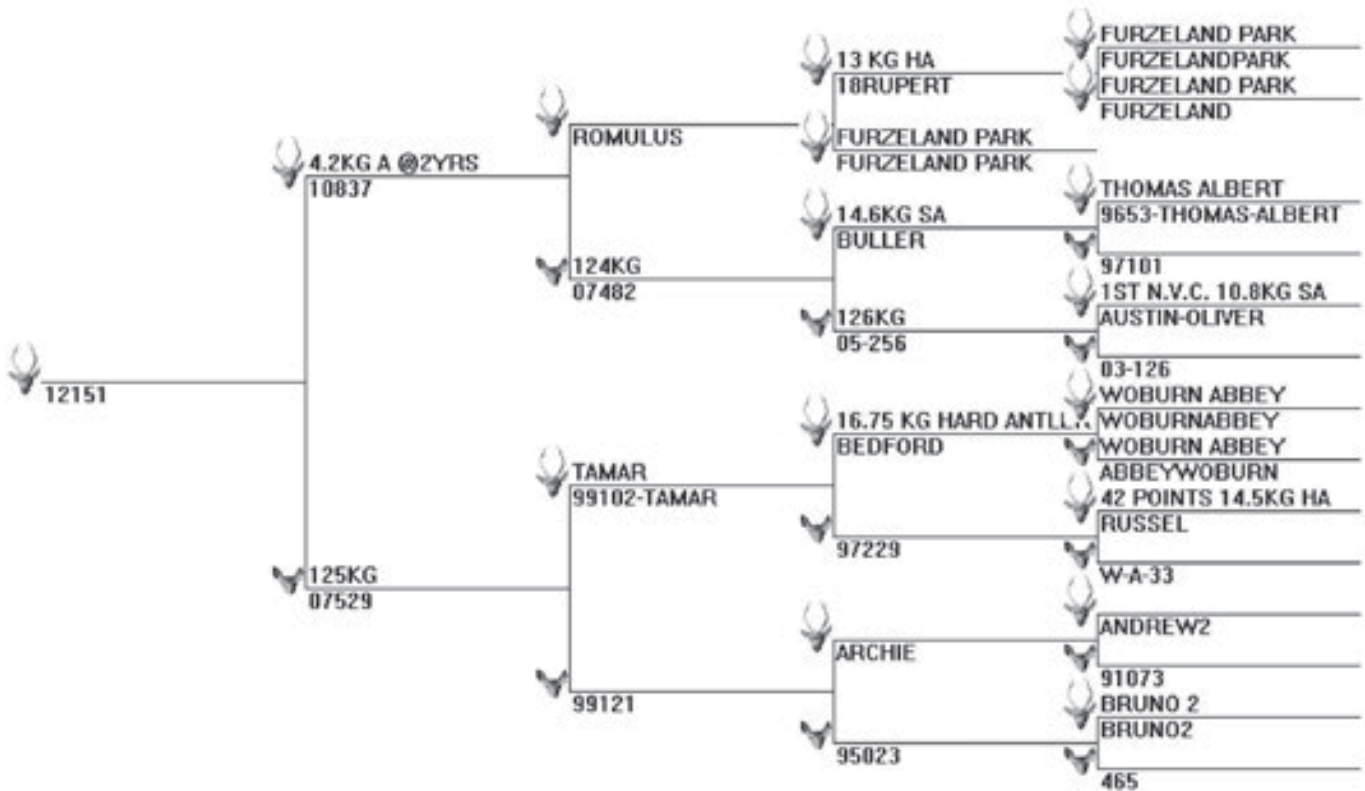 12151
4.2KG A @2YRS
10837
125KG
07529
ROMULUS
124KG
07482
TAMAR
99102-TAMAR
99121
13 KG HA
18RUPERT
FURZELAND PARK
FURZELAND PARK
14.6KG SA
BULLER
126KG
05-256
16.75 KG HARD
BEDFORD
97229
ARCHIE
95023
FURZELAND PARK
FURZELANDPARK
FURZELAND PARK
FURZELAND
THOMAS ALBERT
9653-THOMAS-ALBERT
97101
1ST N.V.C. 10.8KG SA
AUSTIN-OLIVER
03-126
WOBURN ABBEY
WOBURNABBEY
WOBURN ABBEY
ABBEYWOBURN
42 POINTS 14.5KG HA
RUSSEL
W-A-33
ANDREW2
91073
BRUNO 2
BRUNO2
465